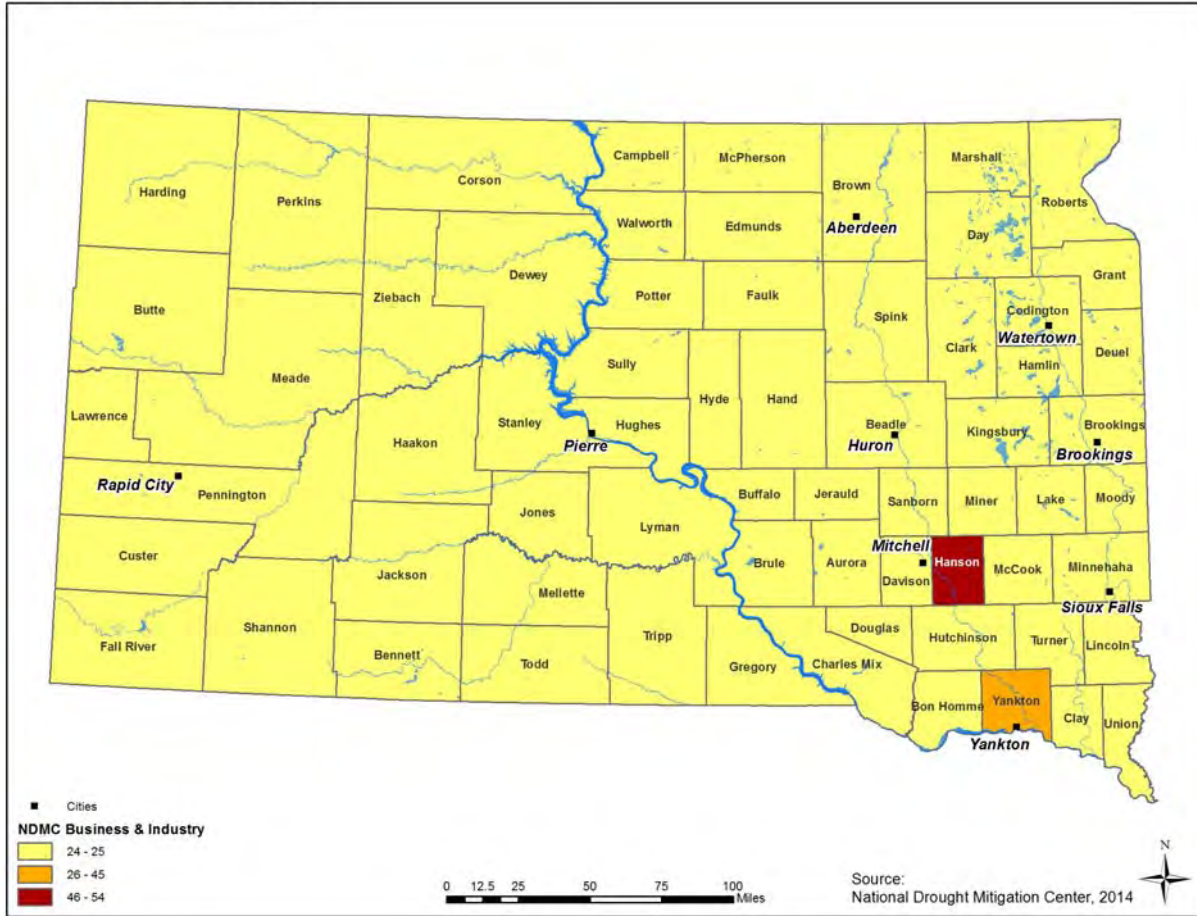 Campbell
McPherson
Marshall
Harding
Corson
Brown
Perkins
Roberts
Walworth
Edmunds
Aberdeen
Day
Dewey
Grant
Ziebach
Potter
Faulk
Butte
Spink
Codington
Watertown
Clark
Deuel
Sully
Hamlin
Meade
Hyde
Hand
Lawrence
Stanley
Hughes
Beadle
Brookings
Haakon
Kingsbury
Pierre
Huron
Brookings
Rapid City
Pennington
Buffalo
Jerauld
Sanborn
Miner
Lake
Moody
Jones
Lyman
Custer
Mitchell
Brule
Aurora
Hanson
McCook
Minnehaha
Jackson
Davison
Mellette
Sioux Falls
Douglas
Fall River
Shannon
Tripp
Hutchinson
Turner
Lincoln
Bennett
Todd
Gregory
Charles Mix
Bon Homme
Yankton
Clay
Union
Yankton
Cities
NDMC Business & Industry
24 - 25
26 - 45
46 - 54
0 12.5 25 50 75 100
Miles
Source:
National Drought Mitigation Center, 2014
N